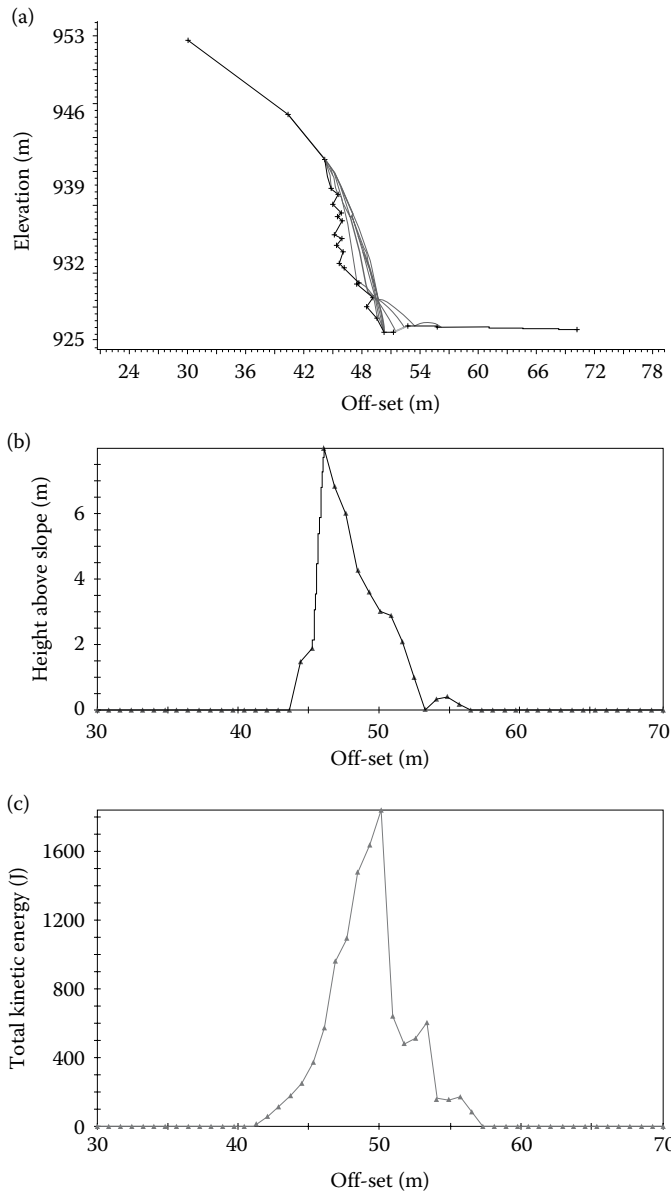 (a)
953
946
939
932
925
Elevation (m)
24 30 36 42 48 54 60 66 72 78
Off-set (m)
(b)
6
4
2
0
Height above slope (m)
30 40 50 60 70
Off-set (m)
(c)
1600
1200
800
400
0
Total kinetic energy (J)
30 40 50 60 70
Off-set (m)